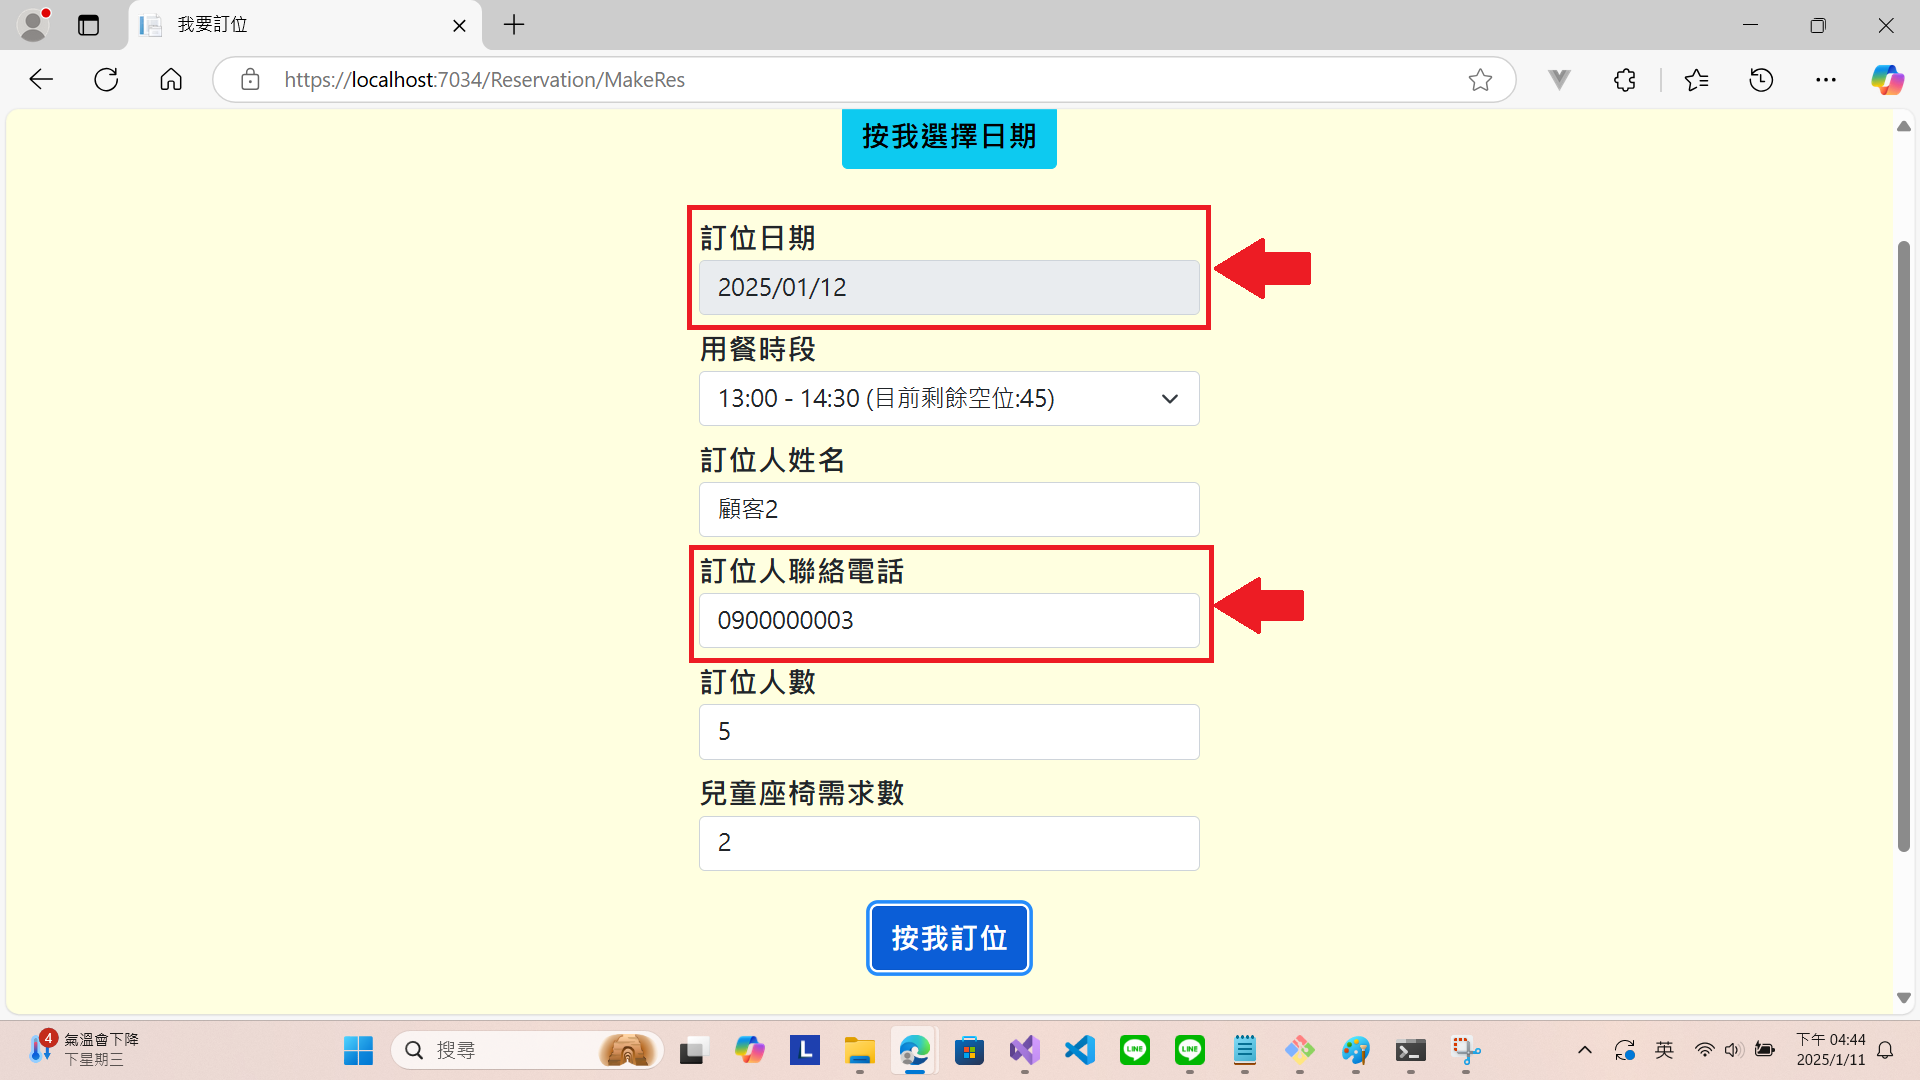 我要訂位
https://localhost:7034/Reservation/MakeRes
按我選擇日期
訂位日期
2025/01/12
用餐時段
13:00 - 14:30 (目前剩餘空位:45)
訂位人姓名
顧客2
訂位人聯絡電話
0900000003
訂位人數
5
兒童座椅需求數
2
按我訂位
4
氣溫會下降
下星期三
搜尋
L
LINE
LINE
英
下午 04:44
2025/1/11